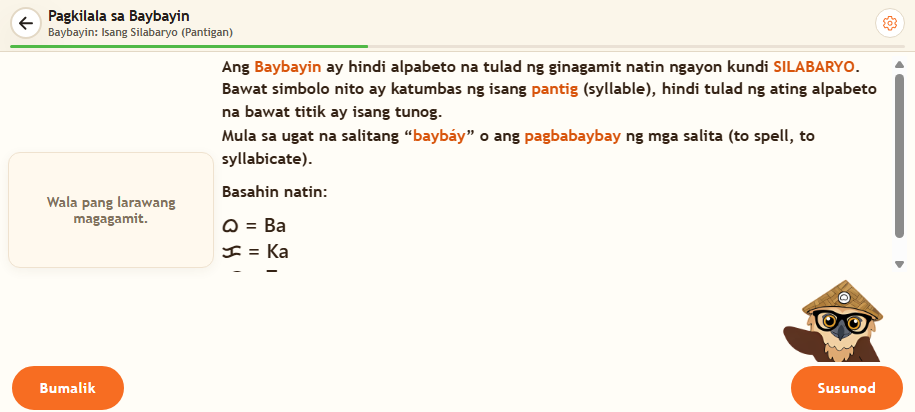 Pagkilala sa Baybayin
Baybayin: Isang Silabaryo (Pantigan)
Ang Baybayin ay hindi alpabeto na tulad ng ginagamit natin ngayon kundi SILABARYO.
Bawat simbolo nito ay katumbas ng isang pantig (syllable), hindi tulad ng ating alpabeto
na bawat titik ay isang tunog.
Mula sa ugat na salitang “baybáy” o ang pagbabaybay ng mga salita (to spell, to
syllabicate).
Wala pang larawang
magagamit.
Basahin natin:
ᜊ = Ba
ᜃ = Ka
Bumalik
Susunod